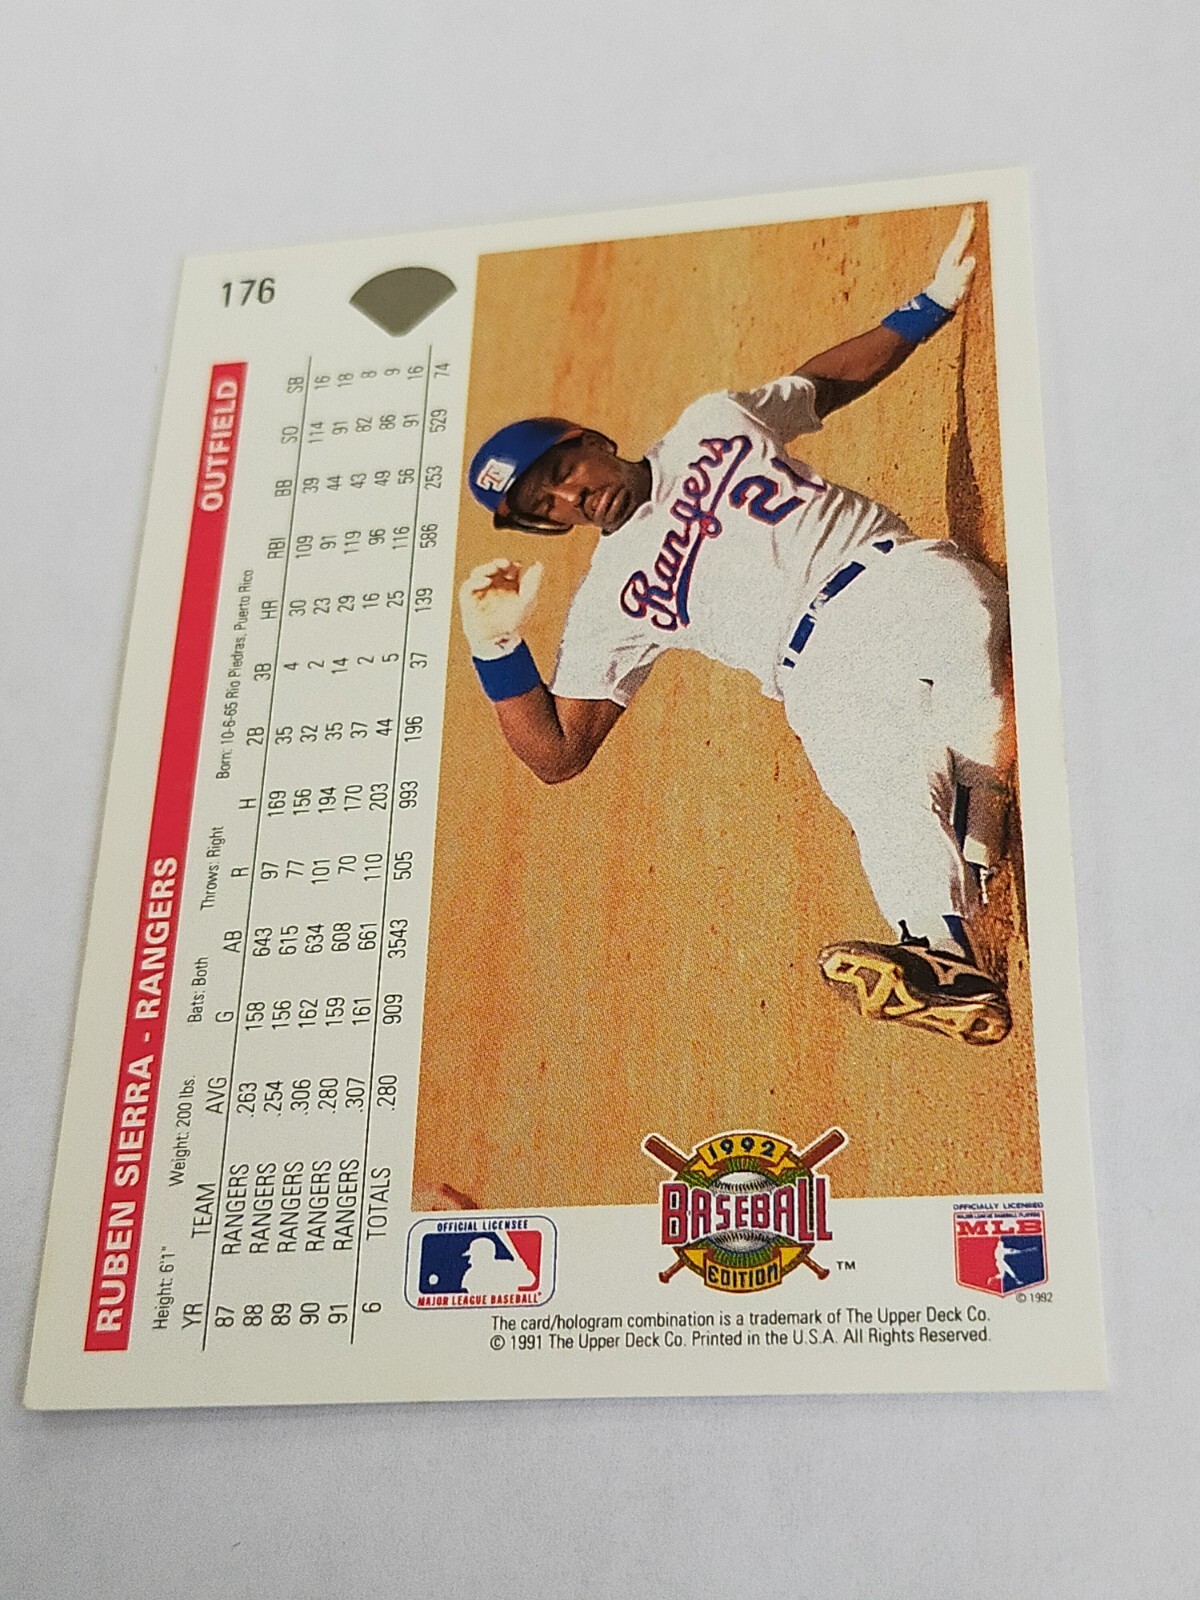 176
RUBEN SIERRA - RANGERS OUTFIELD
Height: 6'1" Weight: 200 lbs. Bats: Both Throws: Right Born: 10-6-65 Rio Piedras, Puerto Rico
YR TEAM AVG G AB R H 2B 3B HR RBI BB SO SB
87 RANGERS .263 158 643 97 169 35 4 30 109 39 114 16
88 RANGERS .254 156 615 77 156 32 2 23 91 44 91 18
89 RANGERS .306 162 634 101 194 35 14 29 119 43 82 8
90 RANGERS .280 159 608 70 170 37 2 16 96 49 86 9
91 RANGERS .307 161 661 110 203 44 5 25 116 56 91 16
6 TOTALS .280 909 3543 505 993 196 37 139 586 253 529 74
T
Rangers
2
OFFICIAL LICENSEE
MAJOR LEAGUE BASEBALL
1992
BASEBALL
EDITION
TM
OFFICIALLY LICENSED
MAJOR LEAGUE BASEBALL PLAYERS
MLB
© 1992
The card/hologram combination is a trademark of The Upper Deck Co.
© 1991 The Upper Deck Co. Printed in the U.S.A. All Rights Reserved.